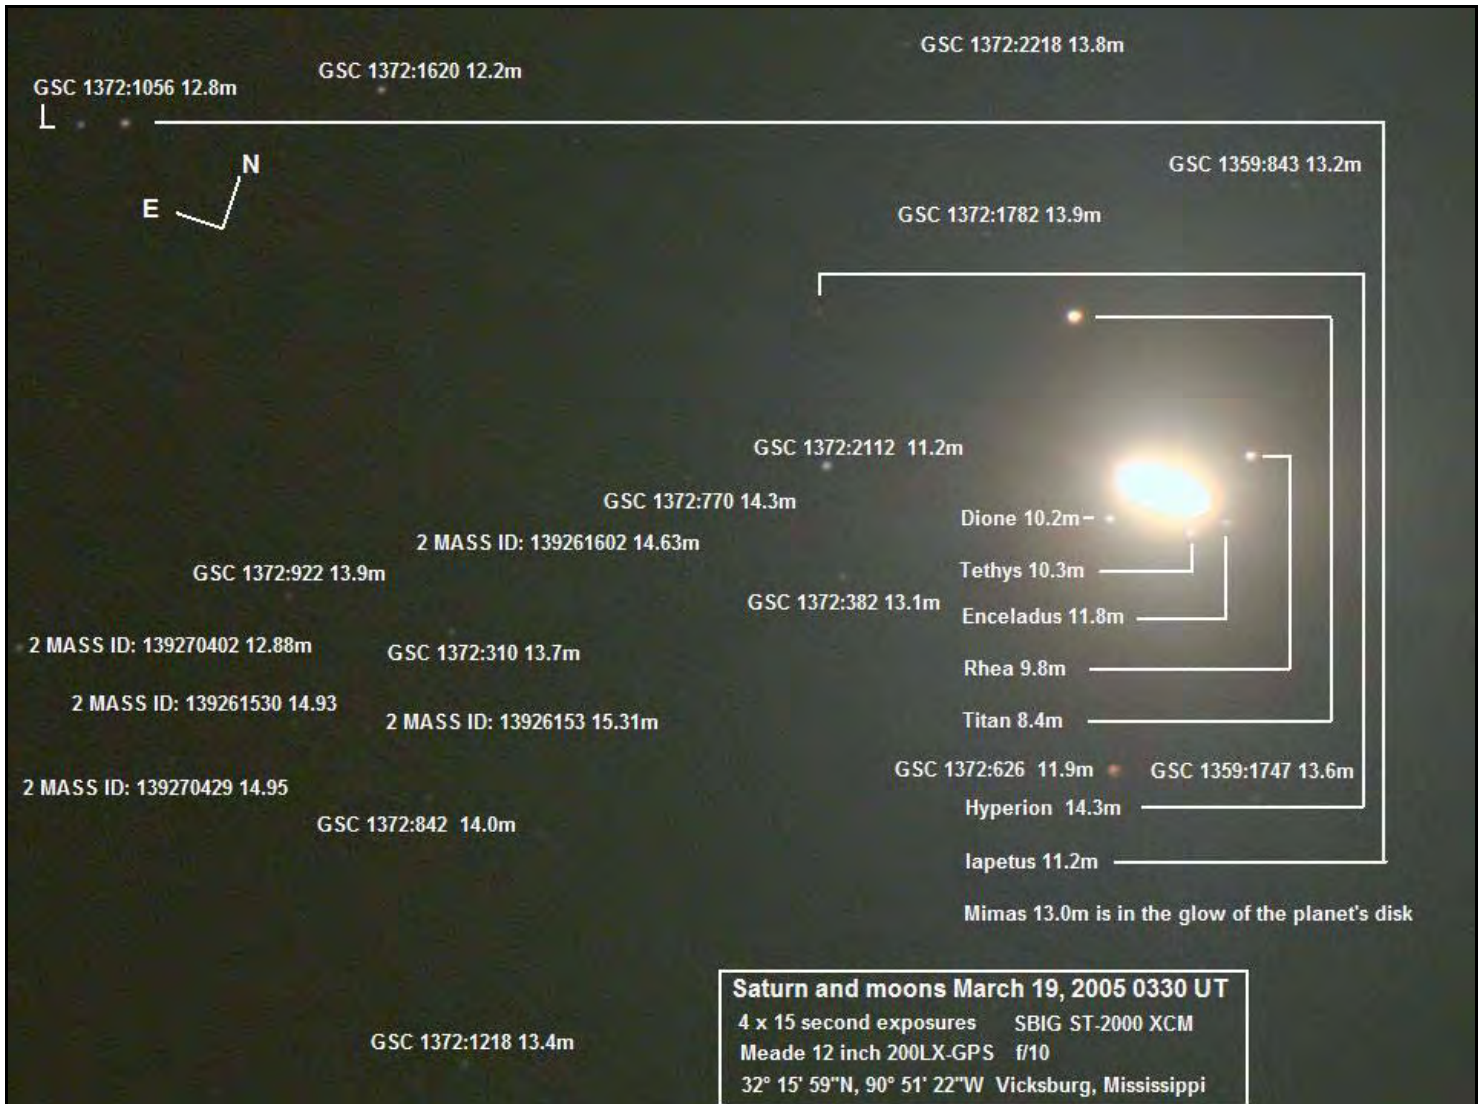 GSC 1372:2218 13.8m
GSC 1372:1620 12.2m
GSC 1372:1056 12.8m
N
GSC 1359:843 13.2m
E
GSC 1372:1782 13.9m
GSC 1372:2112 11.2m
GSC 1372:770 14.3m
Dione 10.2m
2 MASS ID: 139261602 14.63m
Tethys 10.3m
GSC 1372:922 13.9m
GSC 1372:382 13.1m
Enceladus 11.8m
2 MASS ID: 139270402 12.88m
GSC 1372:310 13.7m
Rhea 9.8m
2 MASS ID: 139261530 14.93
2 MASS ID: 13926153 15.31m
Titan 8.4m
GSC 1372:626 11.9m
GSC 1359:1747 13.6m
2 MASS ID: 139270429 14.95
Hyperion 14.3m
GSC 1372:842 14.0m
Iapetus 11.2m
Mimas 13.0m is in the glow of the planet's disk
Saturn and moons March 19, 2005 0330 UT
4 x 15 second exposures SBIG ST-2000 XCM
Meade 12 inch 200LX-GPS f/10
32° 15' 59"N, 90° 51' 22"W Vicksburg, Mississippi
GSC 1372:1218 13.4m